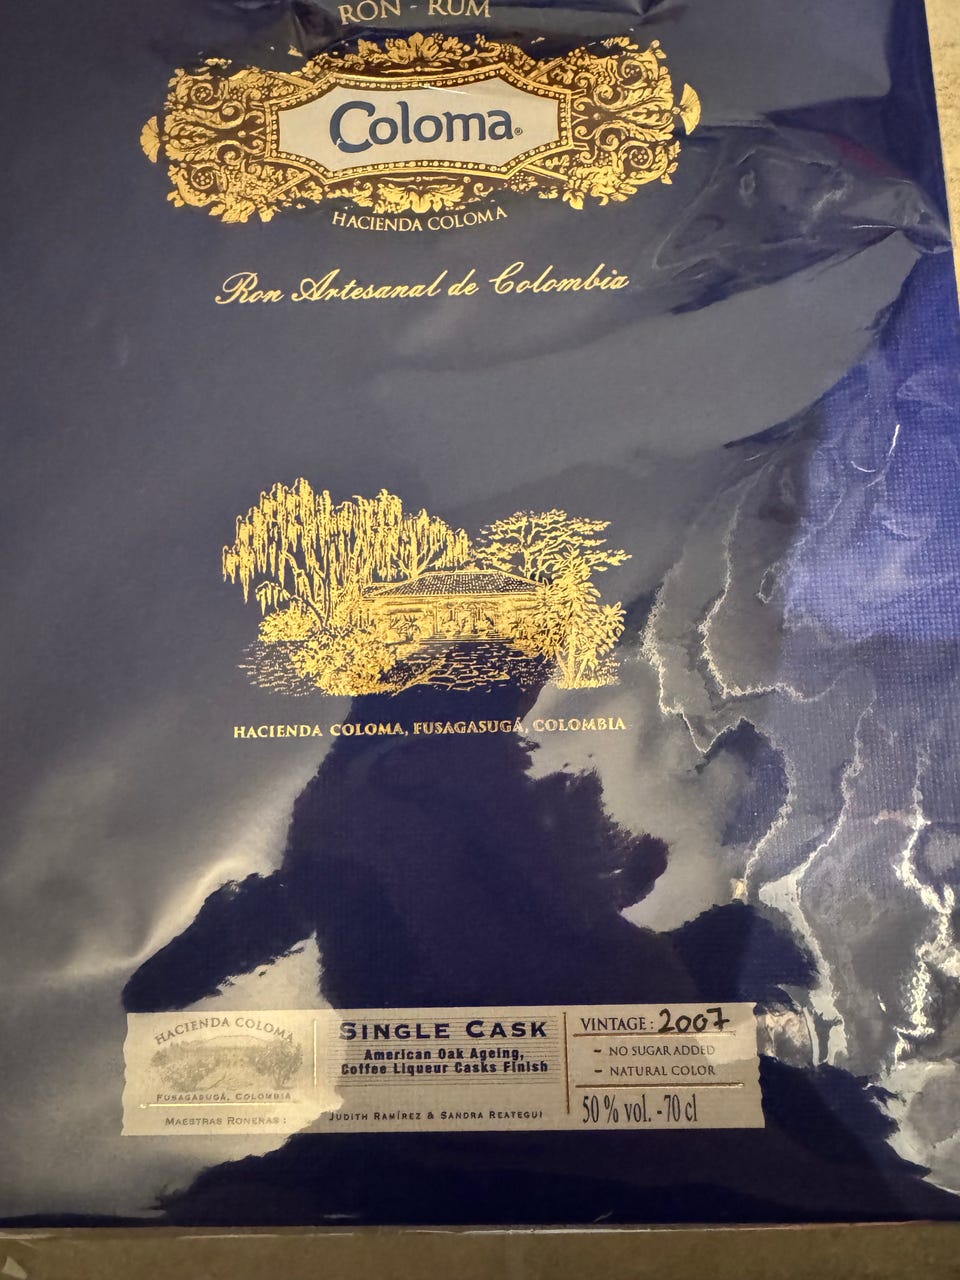 RON - RUM
Coloma®
HACIENDA COLOMA
Ron Artesanal de Colombia
HACIENDA COLOMA, FUSAGASUGÁ, COLOMBIA
HACIENDA COLOMA
FUSAGASUGÁ, COLOMBIA
MAESTRAS RONERAS:
SINGLE CASK
American Oak Ageing,
Coffee Liqueur Casks Finish
JUDITH RAMÍREZ & SANDRA REATEGUI
VINTAGE: 2007
- NO SUGAR ADDED
- NATURAL COLOR
50 % vol. - 70 cl